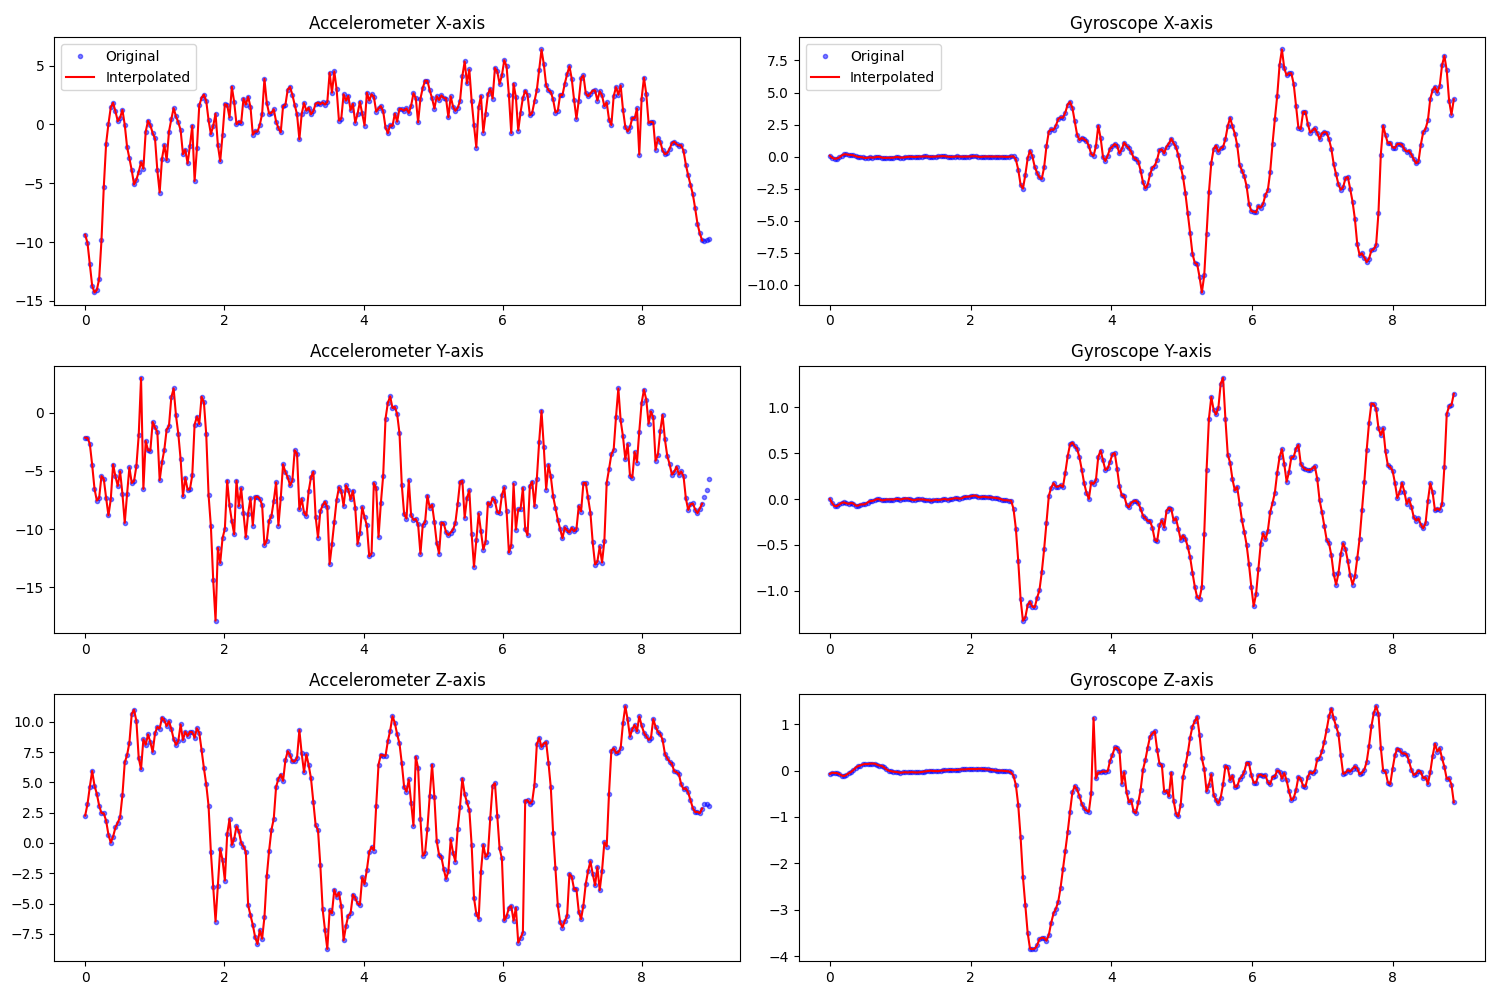 Accelerometer X-axis
Original
Interpolated
5
0
−5
−10
−15
0 2 4 6 8
Gyroscope X-axis
Original
Interpolated
7.5
5.0
2.5
0.0
−2.5
−5.0
−7.5
−10.0
0 2 4 6 8
Accelerometer Y-axis
0
−5
−10
−15
0 2 4 6 8
Gyroscope Y-axis
1.0
0.5
0.0
−0.5
−1.0
0 2 4 6 8
Accelerometer Z-axis
10.0
7.5
5.0
2.5
0.0
−2.5
−5.0
−7.5
0 2 4 6 8
Gyroscope Z-axis
1
0
−1
−2
−3
−4
0 2 4 6 8